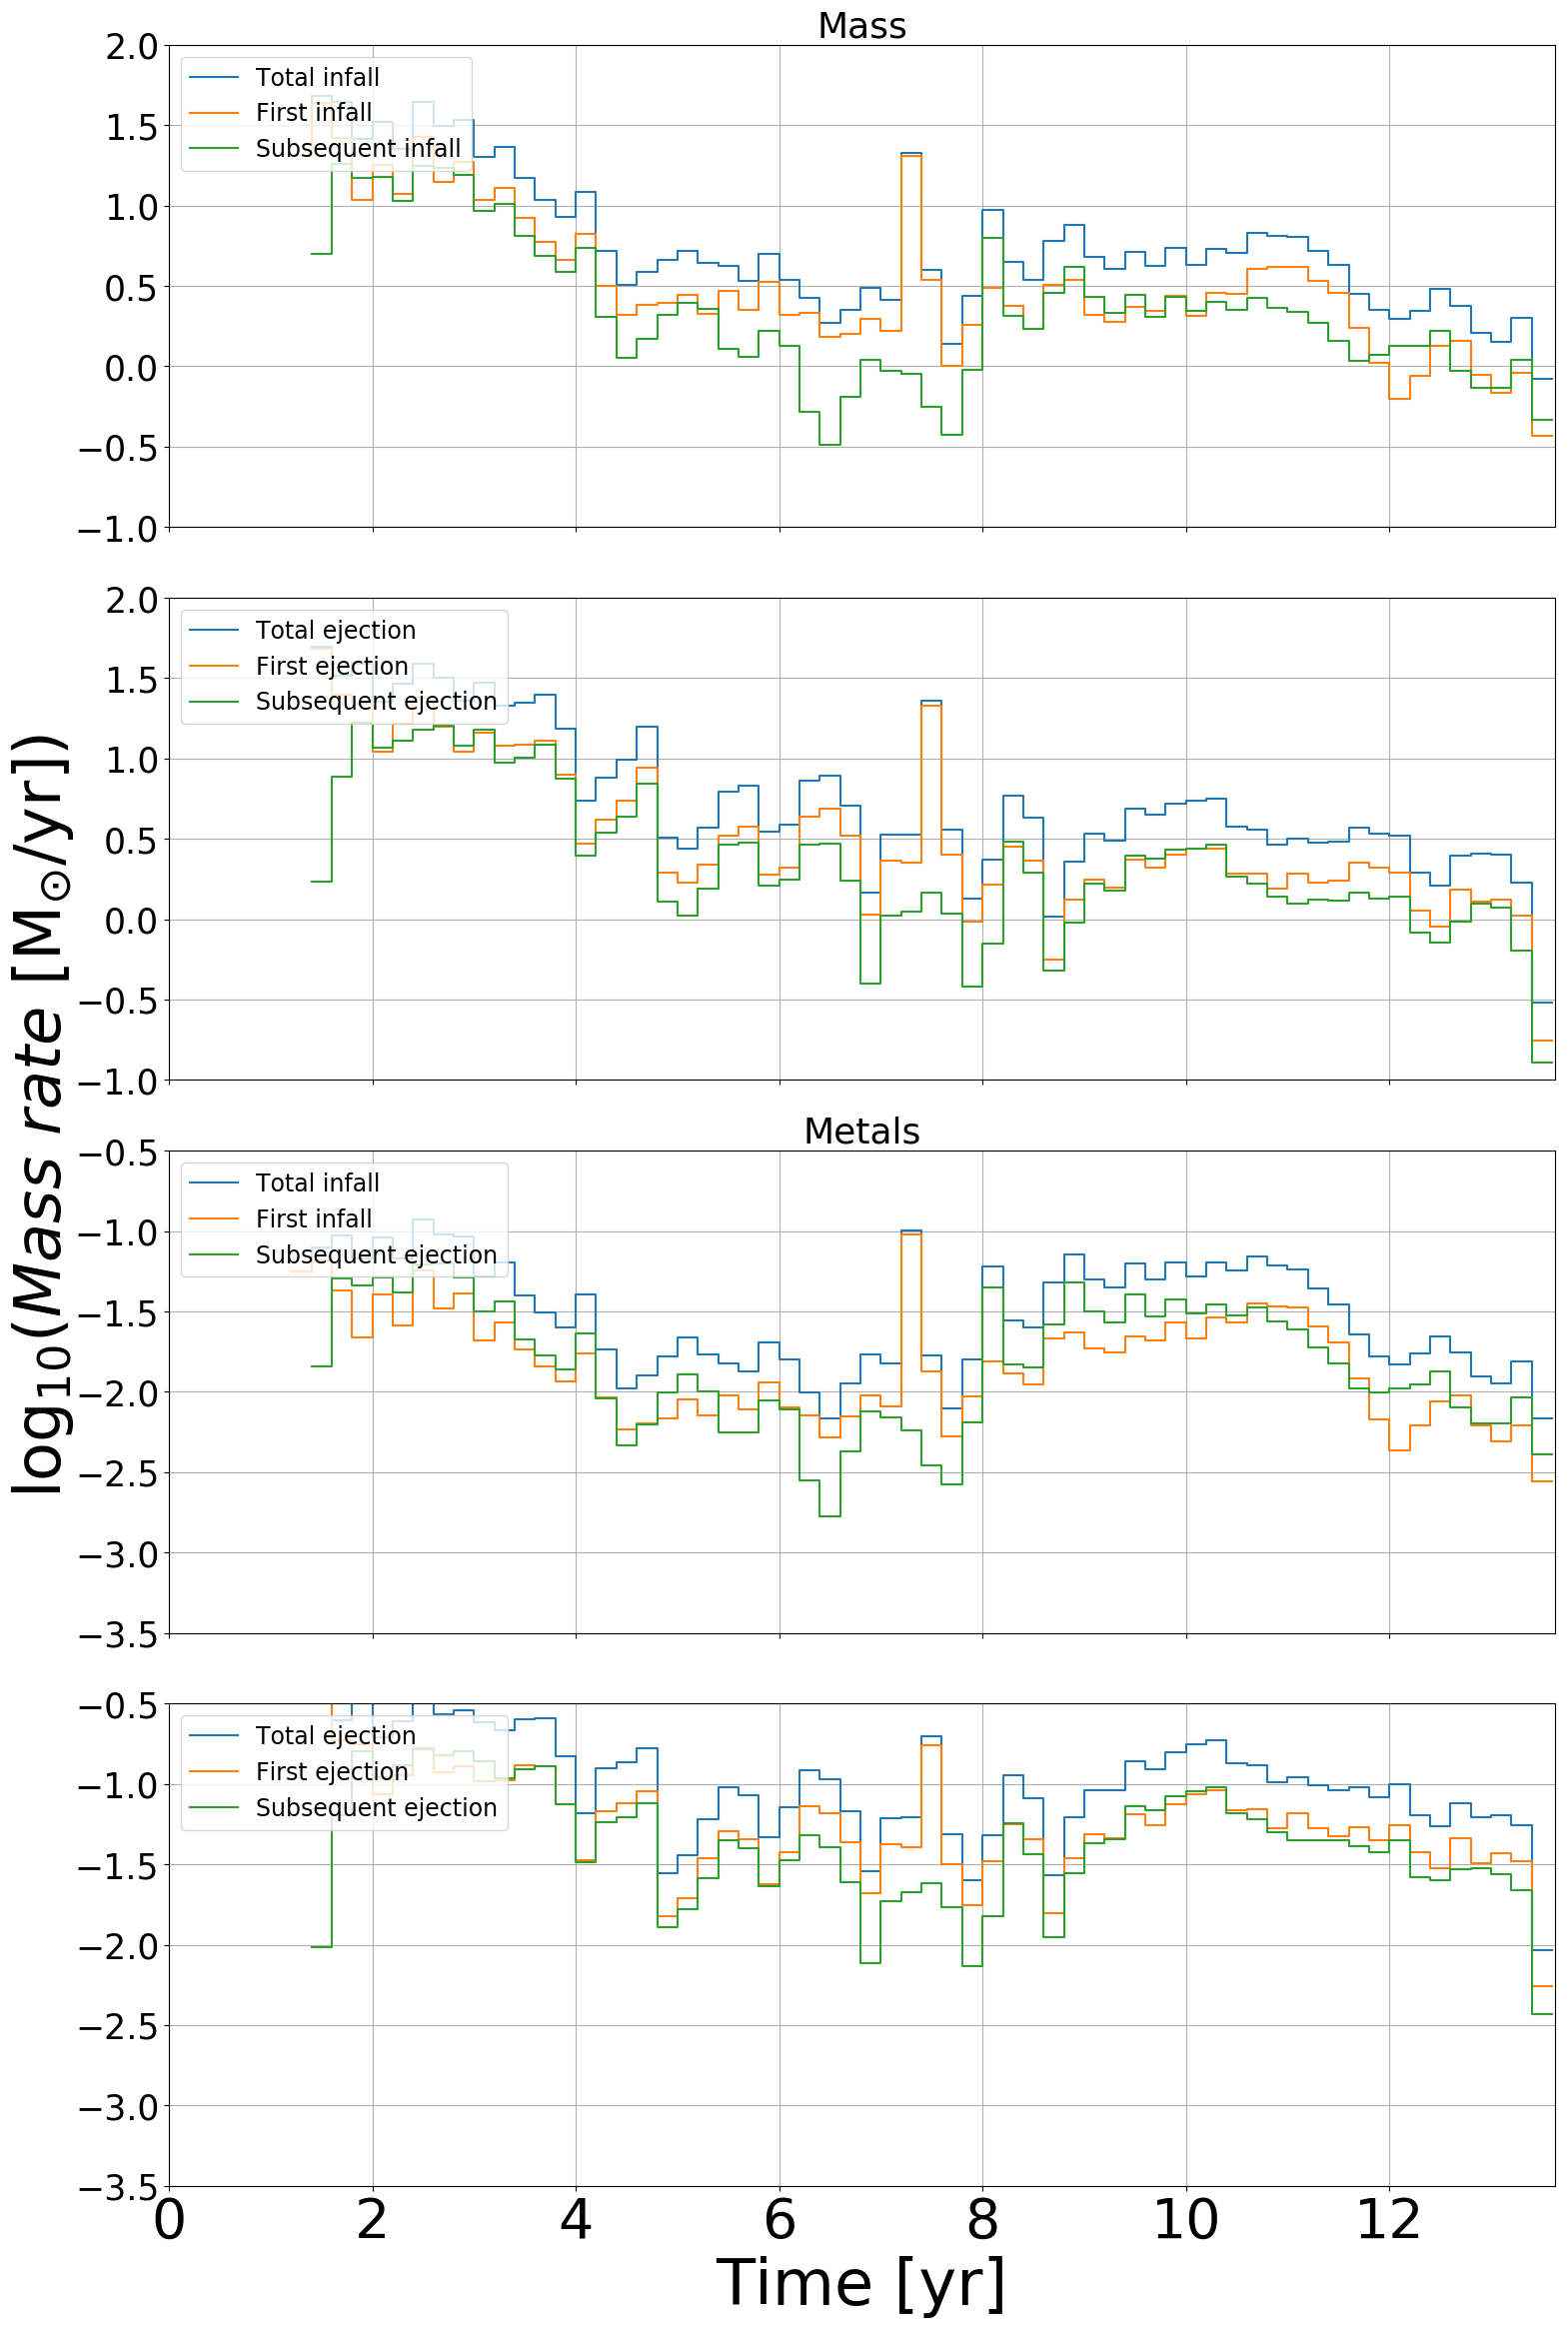 Mass
2.0
1.5
1.0
0.5
0.0
−0.5
−1.0
Total infall
First infall
Subsequent infall
2.0
1.5
1.0
0.5
0.0
−0.5
−1.0
Total ejection
First ejection
Subsequent ejection
log10(Mass rate [M⊙/yr])
Metals
−0.5
−1.0
−1.5
−2.0
−2.5
−3.0
−3.5
Total infall
First infall
Subsequent ejection
−0.5
−1.0
−1.5
−2.0
−2.5
−3.0
−3.5
Total ejection
First ejection
Subsequent ejection
0 2 4 6 8 10 12
Time [yr]